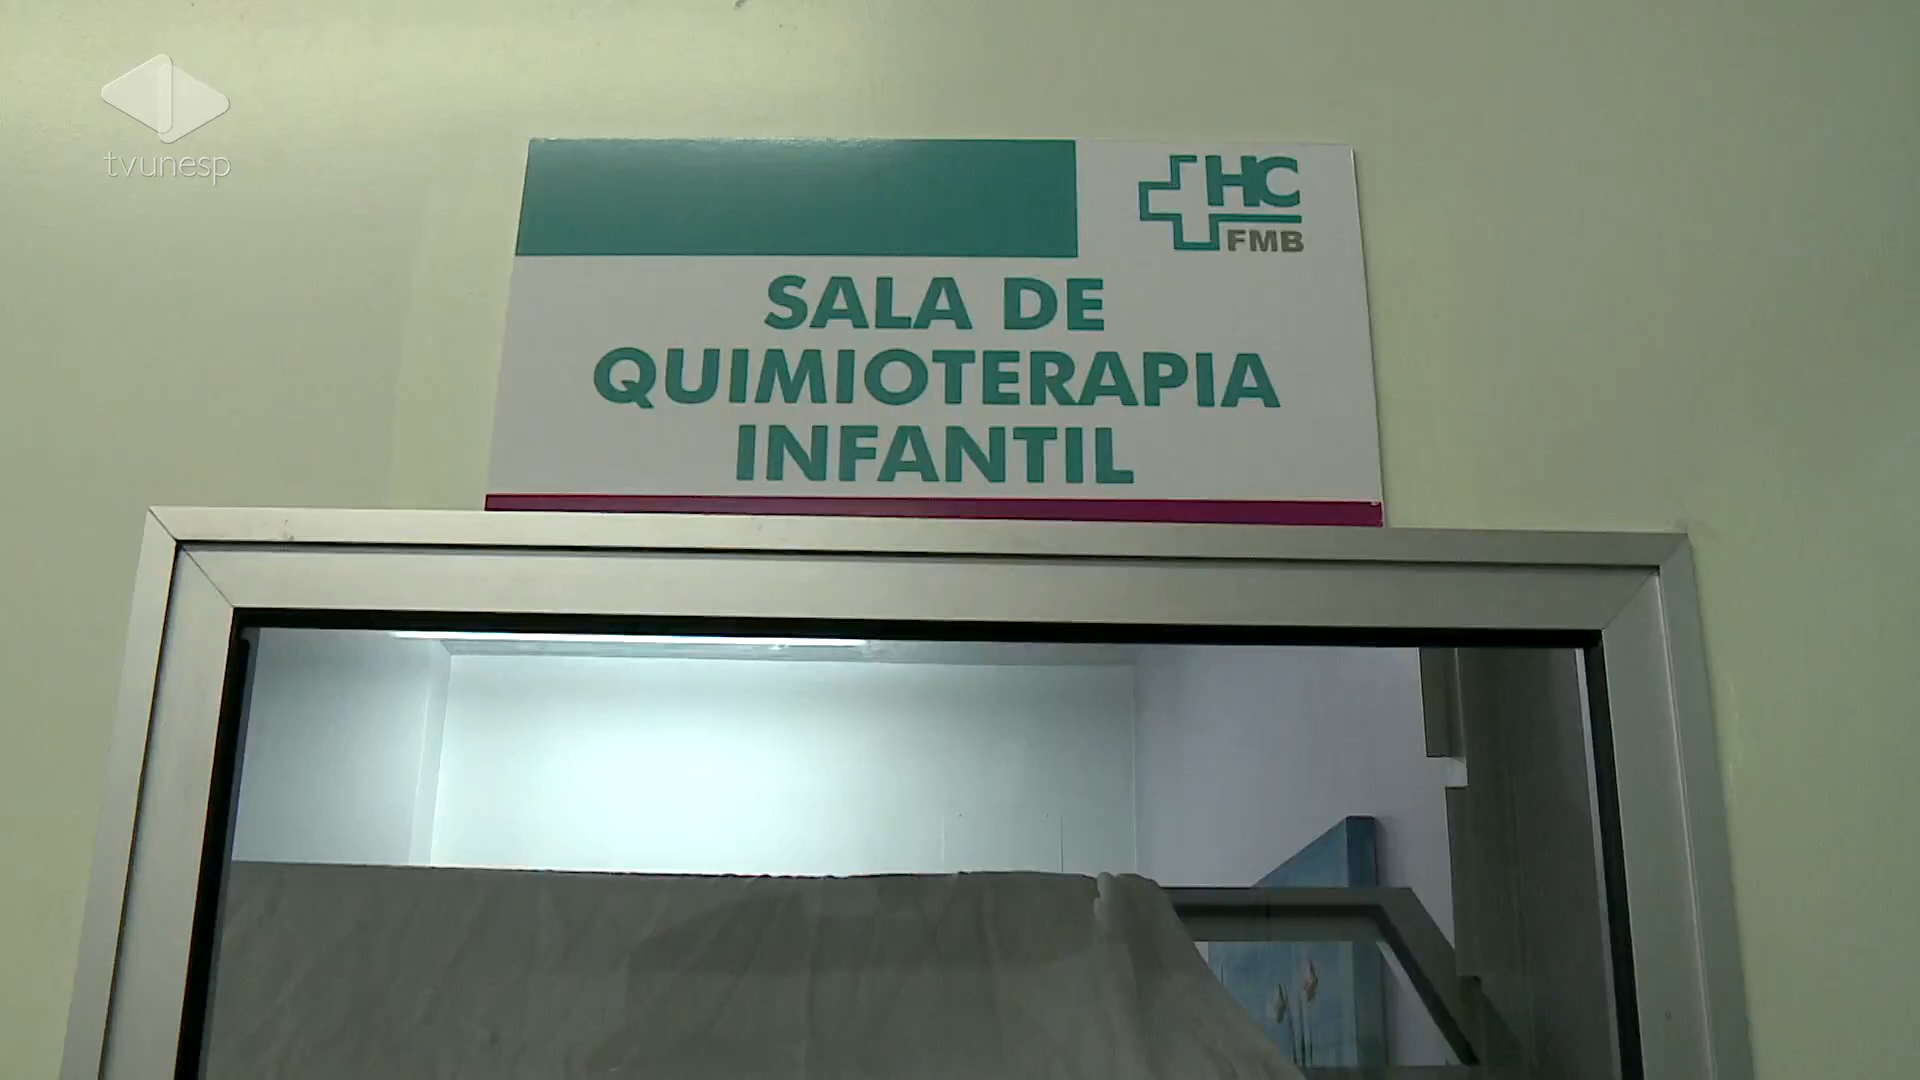 tvunesp
HC
FMB
SALA DE
QUIMIOTERAPIA
INFANTIL